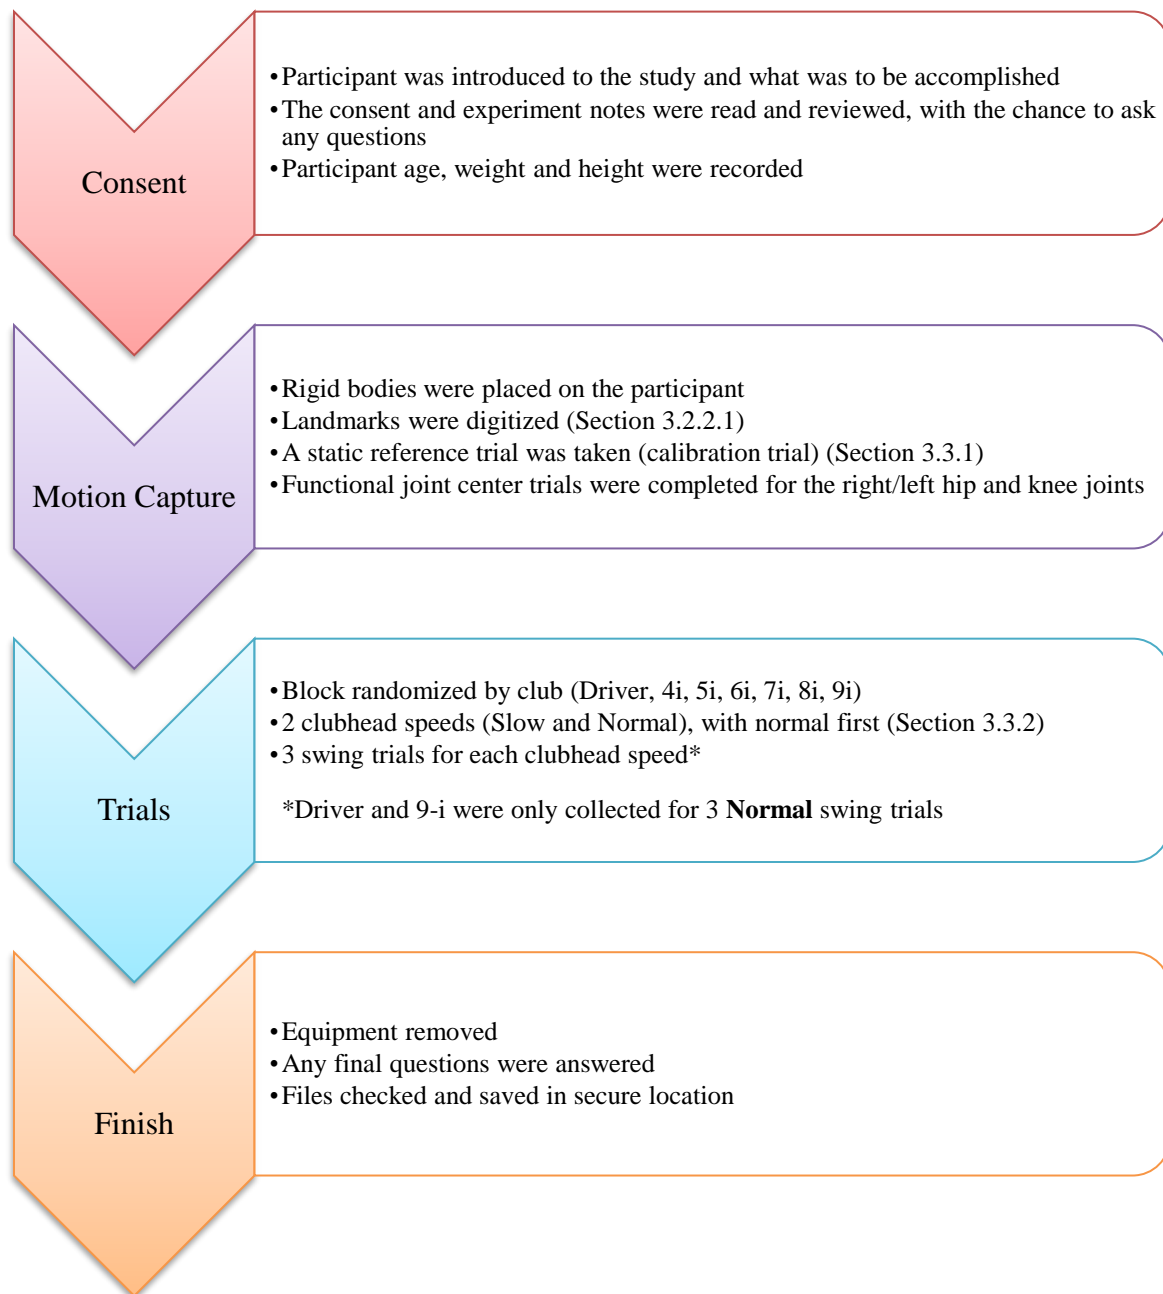 Consent
•Participant was introduced to the study and what was to be accomplished
•The consent and experiment notes were read and reviewed, with the chance to ask
any questions
•Participant age, weight and height were recorded
Motion Capture
•Rigid bodies were placed on the participant
•Landmarks were digitized (Section 3.2.2.1)
•A static reference trial was taken (calibration trial) (Section 3.3.1)
•Functional joint center trials were completed for the right/left hip and knee joints
Trials
•Block randomized by club (Driver, 4i, 5i, 6i, 7i, 8i, 9i)
•2 clubhead speeds (Slow and Normal), with normal first (Section 3.3.2)
•3 swing trials for each clubhead speed*
*Driver and 9-i were only collected for 3 Normal swing trials
Finish
•Equipment removed
•Any final questions were answered
•Files checked and saved in secure location